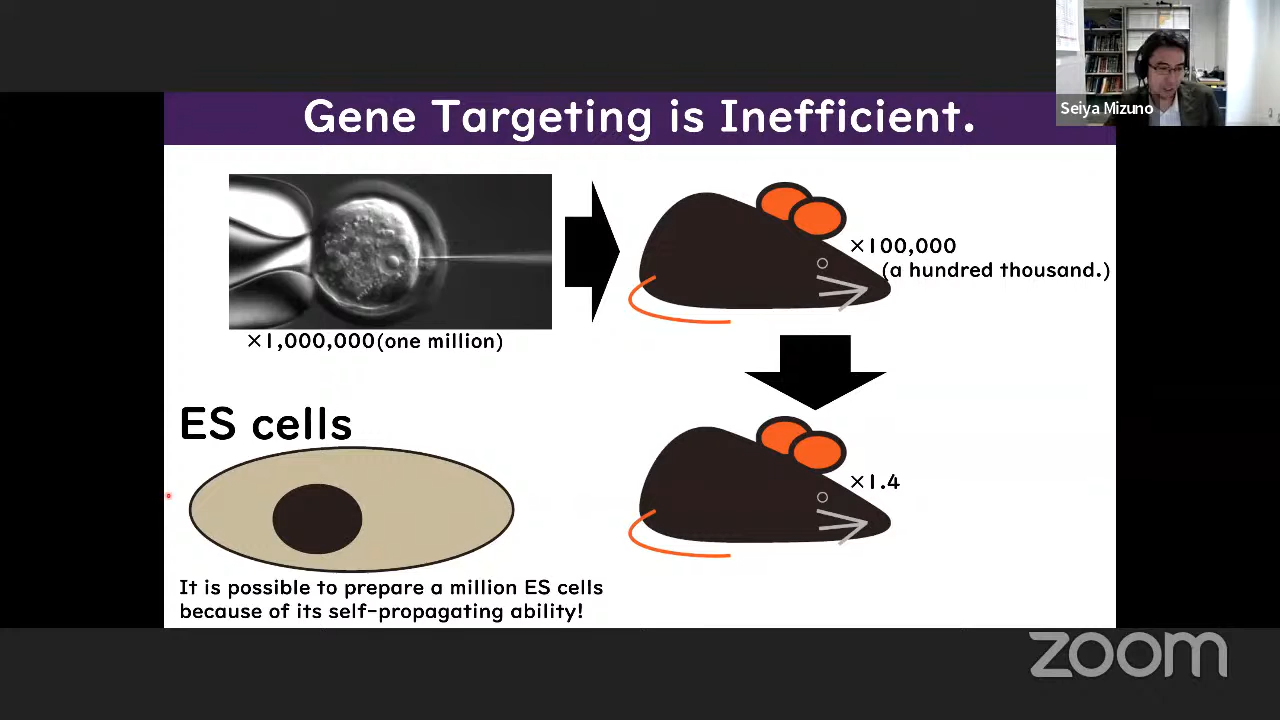 Seiya Mizuno
Gene Targeting is Inefficient.
×1,000,000(one million)
×100,000
(a hundred thousand.)
ES cells
×1.4
It is possible to prepare a million ES cells
because of its self-propagating ability!
zoom